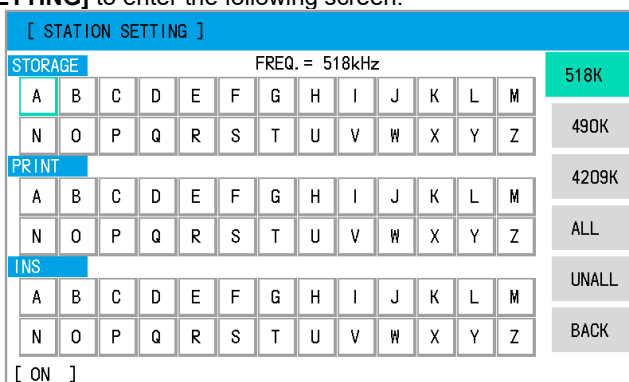 ETTING] to enter the following screen.
[ STATION SETTING ]
STORAGE FREQ. = 518kHz
A B C D E F G H I J K L M
N O P Q R S T U V W X Y Z
PRINT
A B C D E F G H I J K L M
N O P Q R S T U V W X Y Z
INS
A B C D E F G H I J K L M
N O P Q R S T U V W X Y Z
[ ON ]
518K
490K
4209K
ALL
UNALL
BACK